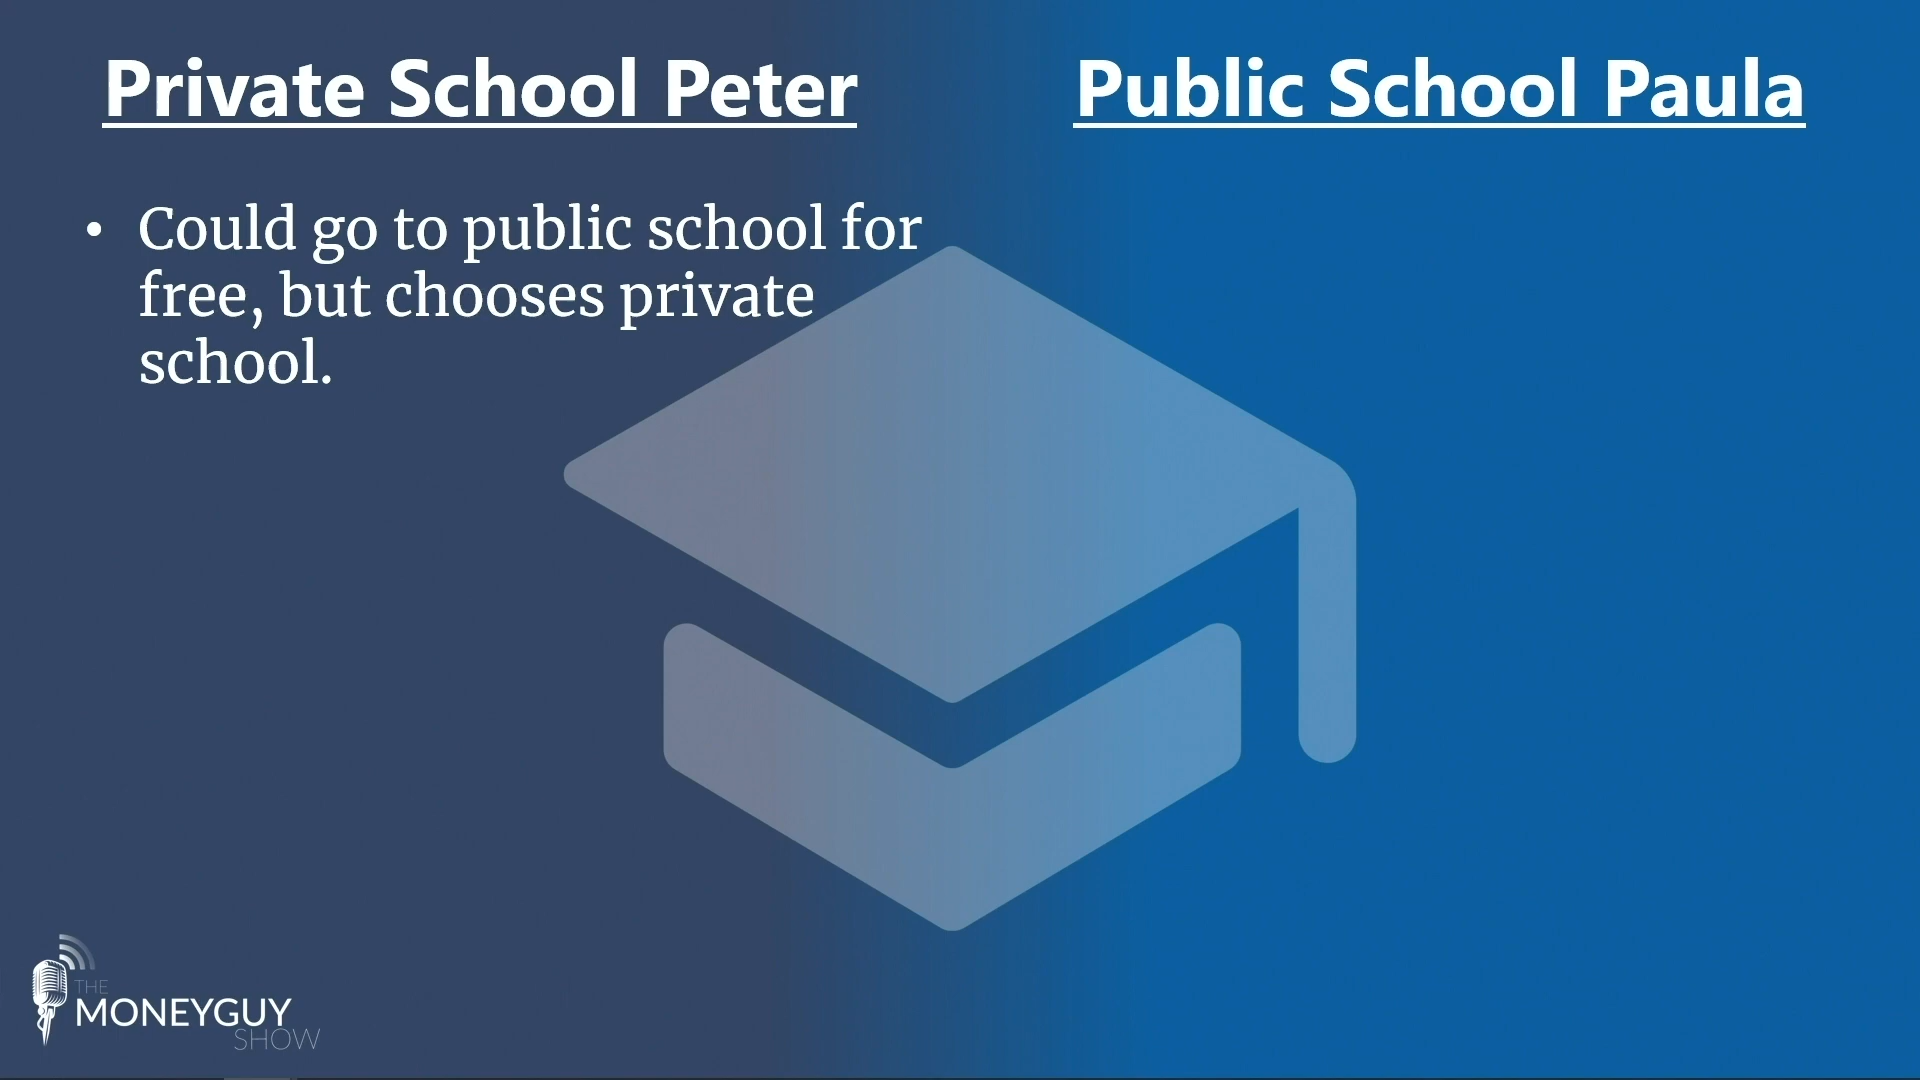 Private School Peter
Public School Paula
• Could go to public school for
free, but chooses private
school.
THE
MONEYGUY
SHOW